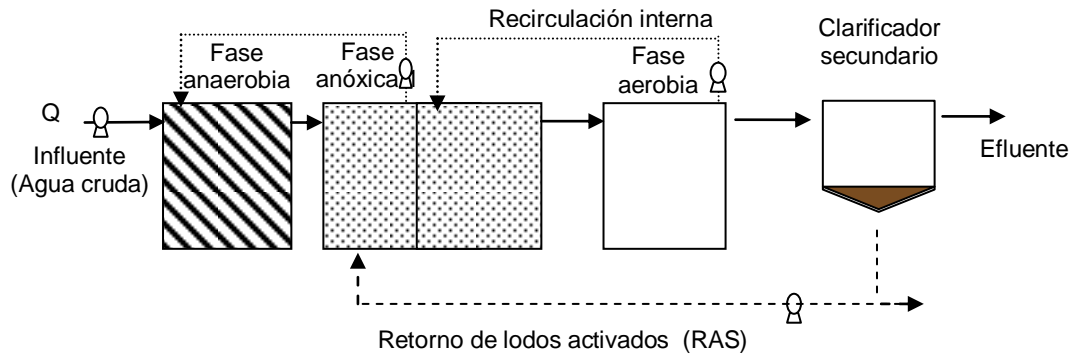 Recirculación interna
Clarificador
secundario
Fase
anaerobia
Fase
anóxica 1
Fase
aerobia
Q
Influente
(Agua cruda)
Efluente
Retorno de lodos activados (RAS)